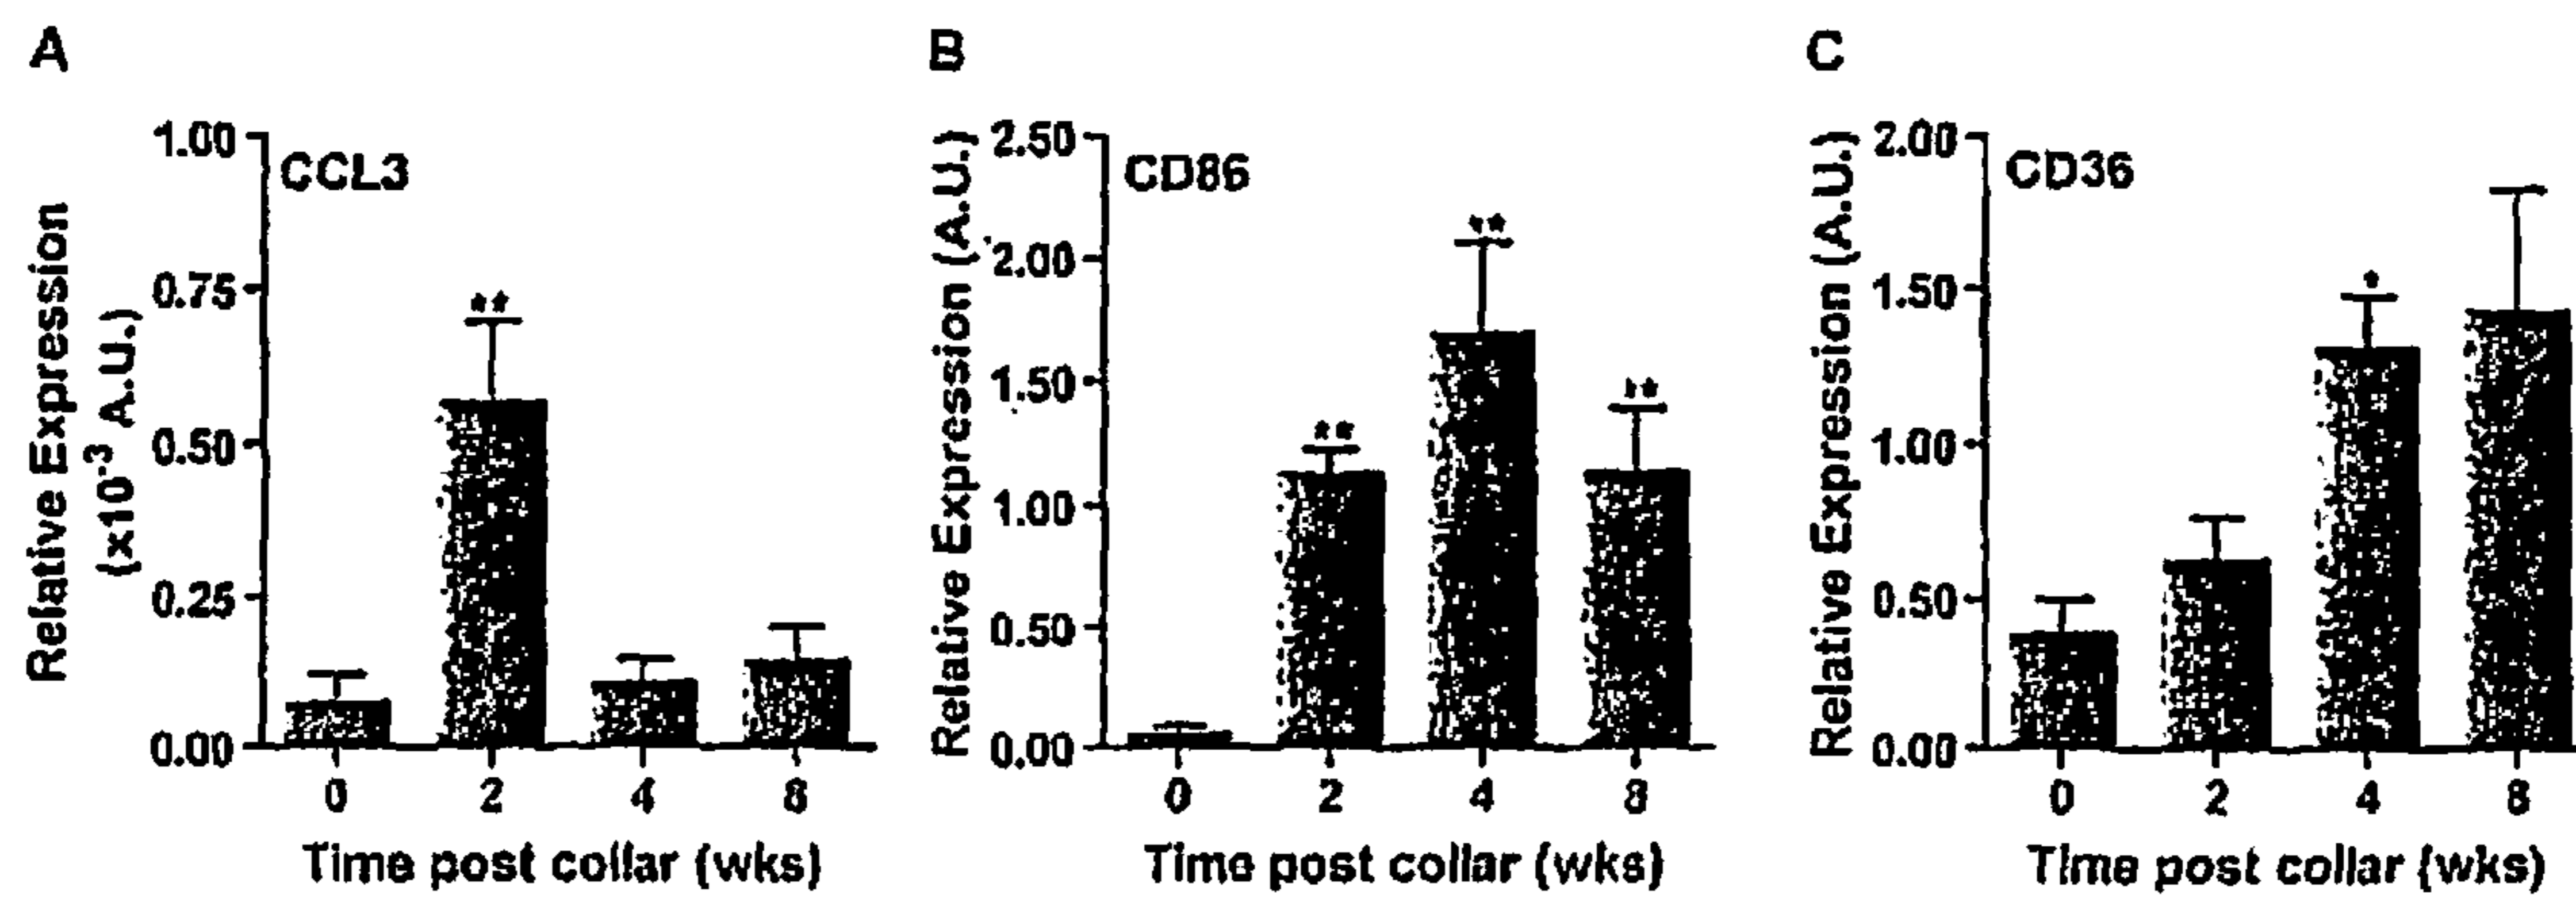 A
Relative Expression
(x10⁻³ A.U.)
1.00
0.75
0.50
0.25
0.00
CCL3
**
0
2
4
8
Time post collar (wks)
B
Relative Expression (A.U.)
2.50
2.00
1.50
1.00
0.50
0.00
CD86
**
**
**
0
2
4
8
Time post collar (wks)
C
Relative Expression (A.U.)
2.00
1.50
1.00
0.50
0.00
CD36
*
0
2
4
8
Time post collar (wks)